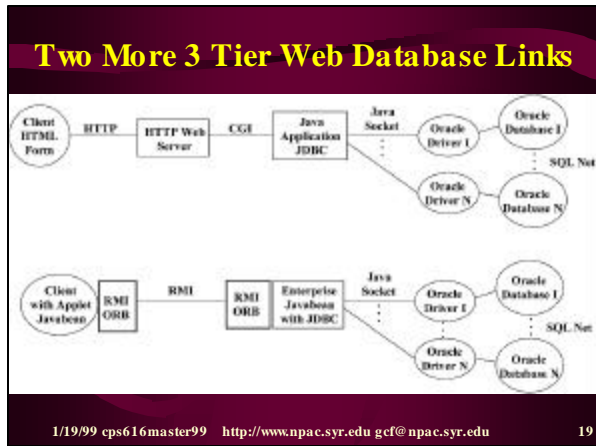 Two More 3 Tier Web Database Links
Client
HTML
Form
HTTP
HTTP Web
Server
CGI
Java
Application
JDBC
Java
Socket
Oracle
Driver I
Oracle
Database I
SQL Net
Oracle
Driver N
Oracle
Database N
Client
with Applet
Javabean
RMI
ORB
RMI
RMI
ORB
Enterprise
Javabean
with JDBC
Java
Socket
Oracle
Driver I
Oracle
Database I
SQL Net
Oracle
Driver N
Oracle
Database N
1/19/99 cps616master99 http://www.npac.syr.edu gcf@npac.syr.edu 19